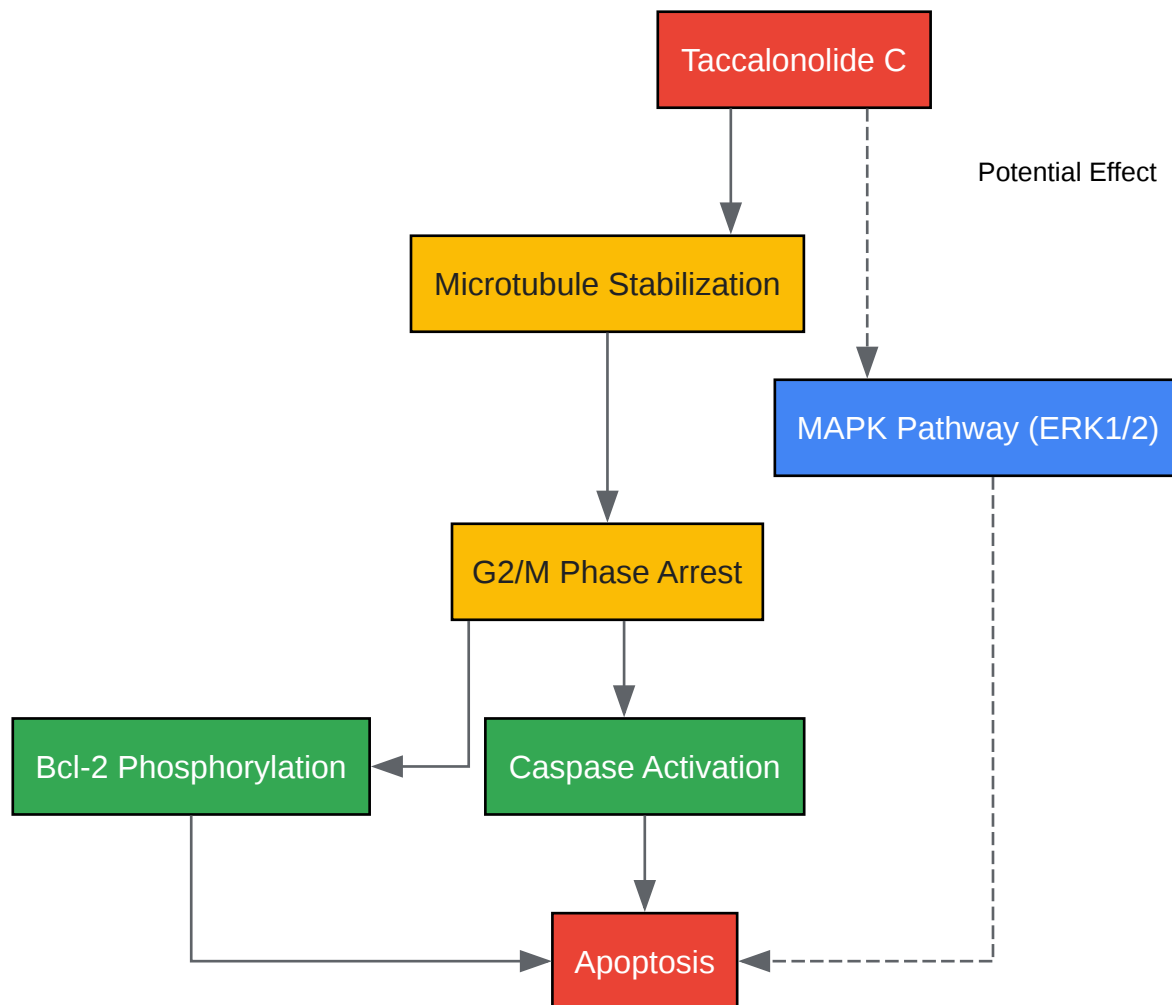 Taccalonolide C
Potential Effect
Microtubule Stabilization
MAPK Pathway (ERK1/2)
G2/M Phase Arrest
Bcl-2 Phosphorylation
Caspase Activation
Apoptosis